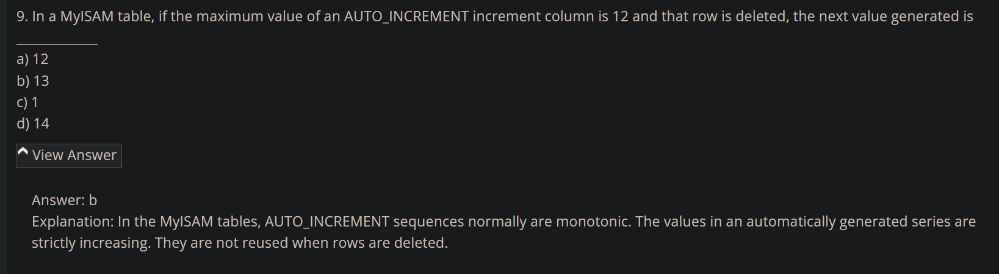 9. In a MyISAM table, if the maximum value of an AUTO_INCREMENT increment column is 12 and that row is deleted, the next value generated is
____________
a) 12
b) 13
c) 1
d) 14
View Answer
Answer: b
Explanation: In the MyISAM tables, AUTO_INCREMENT sequences normally are monotonic. The values in an automatically generated series are
strictly increasing. They are not reused when rows are deleted.